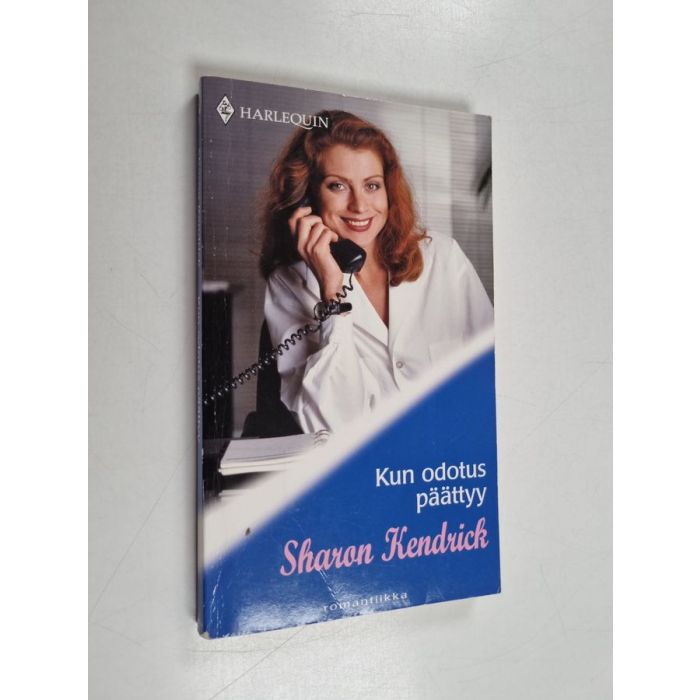 HARLEQUIN
Kun odotus
päättyy
Sharon Kendrick
romantiikka